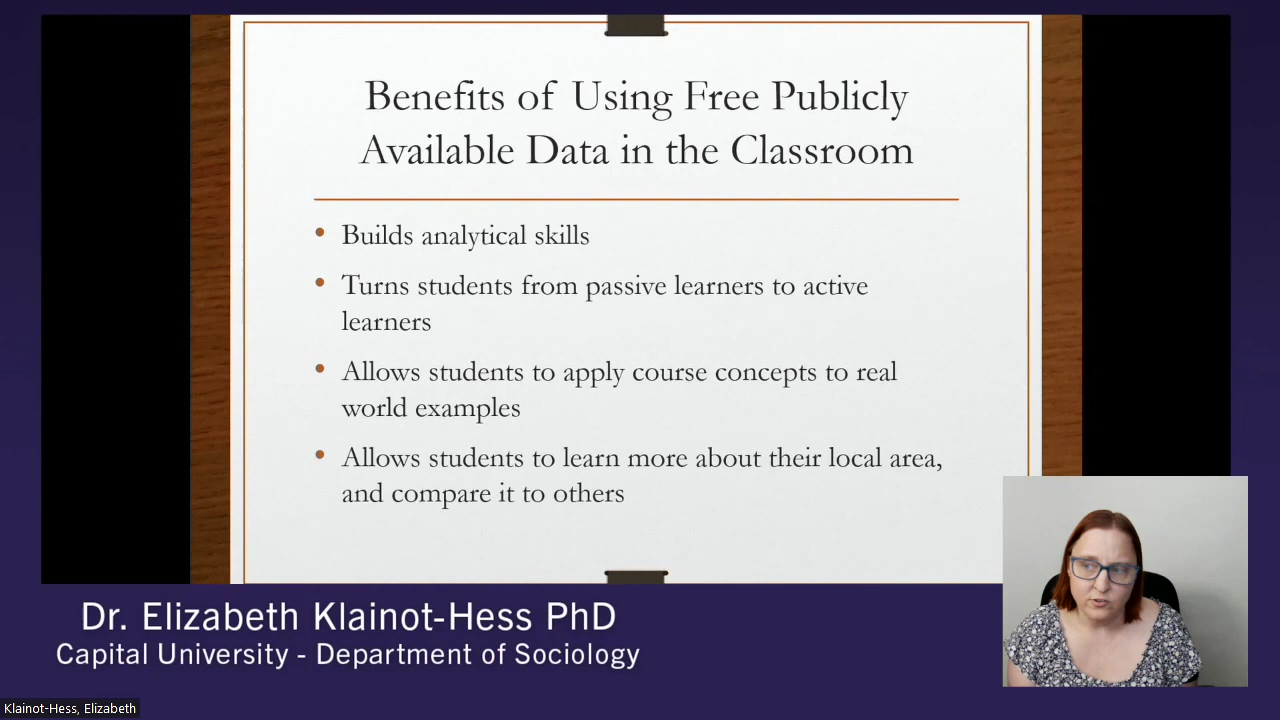 Benefits of Using Free Publicly
Available Data in the Classroom
• Builds analytical skills
• Turns students from passive learners to active
learners
• Allows students to apply course concepts to real
world examples
• Allows students to learn more about their local area,
and compare it to others
Dr. Elizabeth Klainot-Hess PhD
Capital University - Department of Sociology
Klainot-Hess, Elizabeth